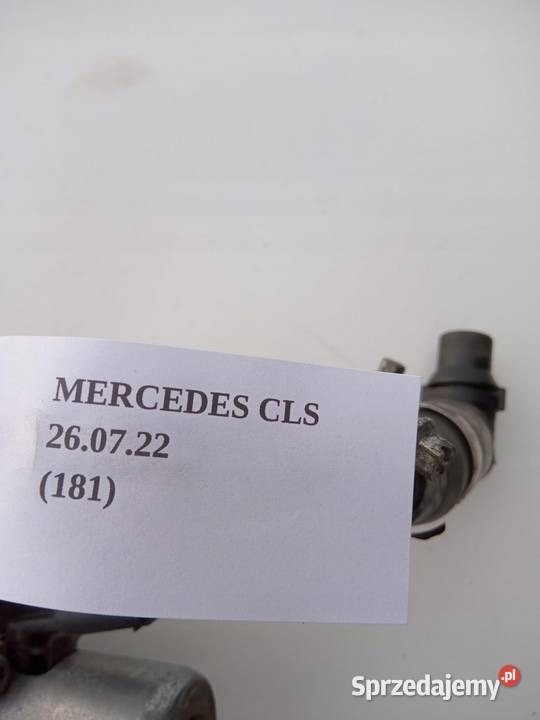 MERCEDES CLS
26.07.22
(181)
Sprzedajemy.pl